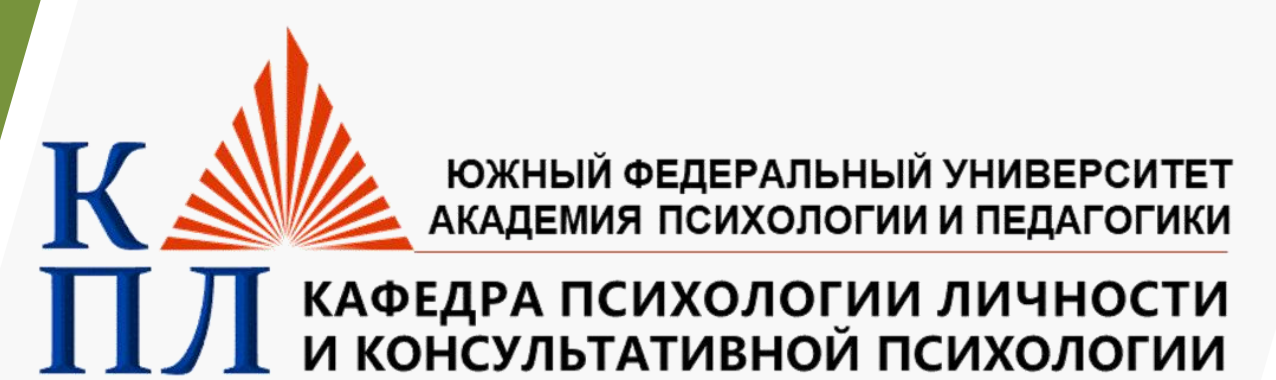 К
ПЛ
ЮЖНЫЙ ФЕДЕРАЛЬНЫЙ УНИВЕРСИТЕТ
АКАДЕМИЯ ПСИХОЛОГИИ И ПЕДАГОГИКИ
КАФЕДРА ПСИХОЛОГИИ ЛИЧНОСТИ
И КОНСУЛЬТАТИВНОЙ ПСИХОЛОГИИ